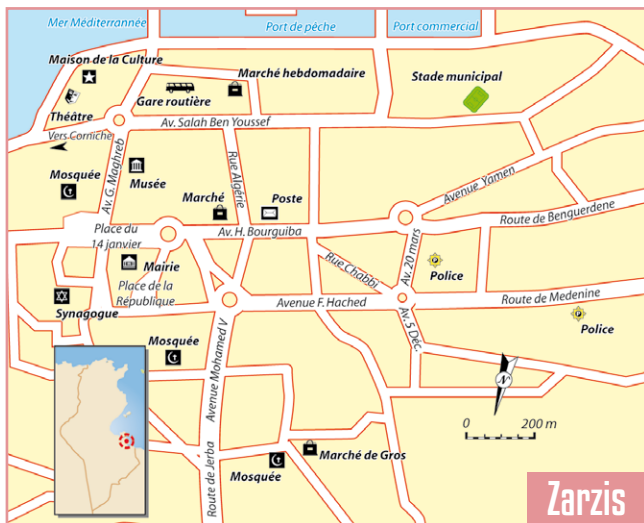 Mer Méditerrannée
Port de pêche
Port commercial
Maison de la Culture
Marché hebdomadaire
Stade municipal
Gare routière
Théâtre
Av. Salah Ben Youssef
Vers Corniche
Av. G. Maghreb
Rue Algérie
Avenue Yamen
Mosquée
Musée
Marché
Poste
Route de Benguerdene
Place du
14 janvier
Av. H. Bourguiba
Rue Chabbi
Av. 20 mars
Mairie
Police
Place de la
République
Avenue F. Hached
Route de Medenine
Synagogue
Av. 5 Dec.
Police
Mosquée
Avenue Mohamed V
N
0 200 m
Route de Jerba
Mosquée
Marché de Gros
Zarzis